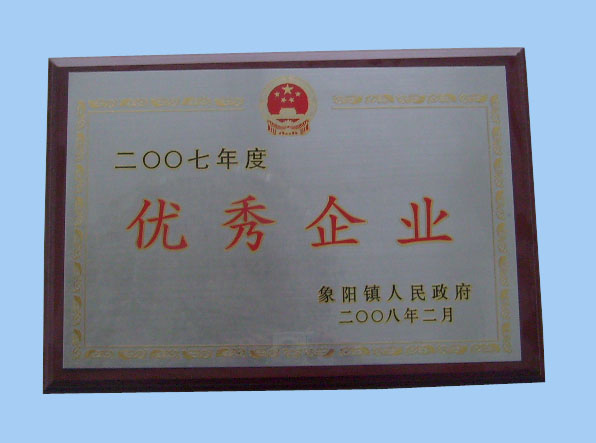 二〇〇七年度
优秀企业
象阳镇人民政府
二〇〇八年二月